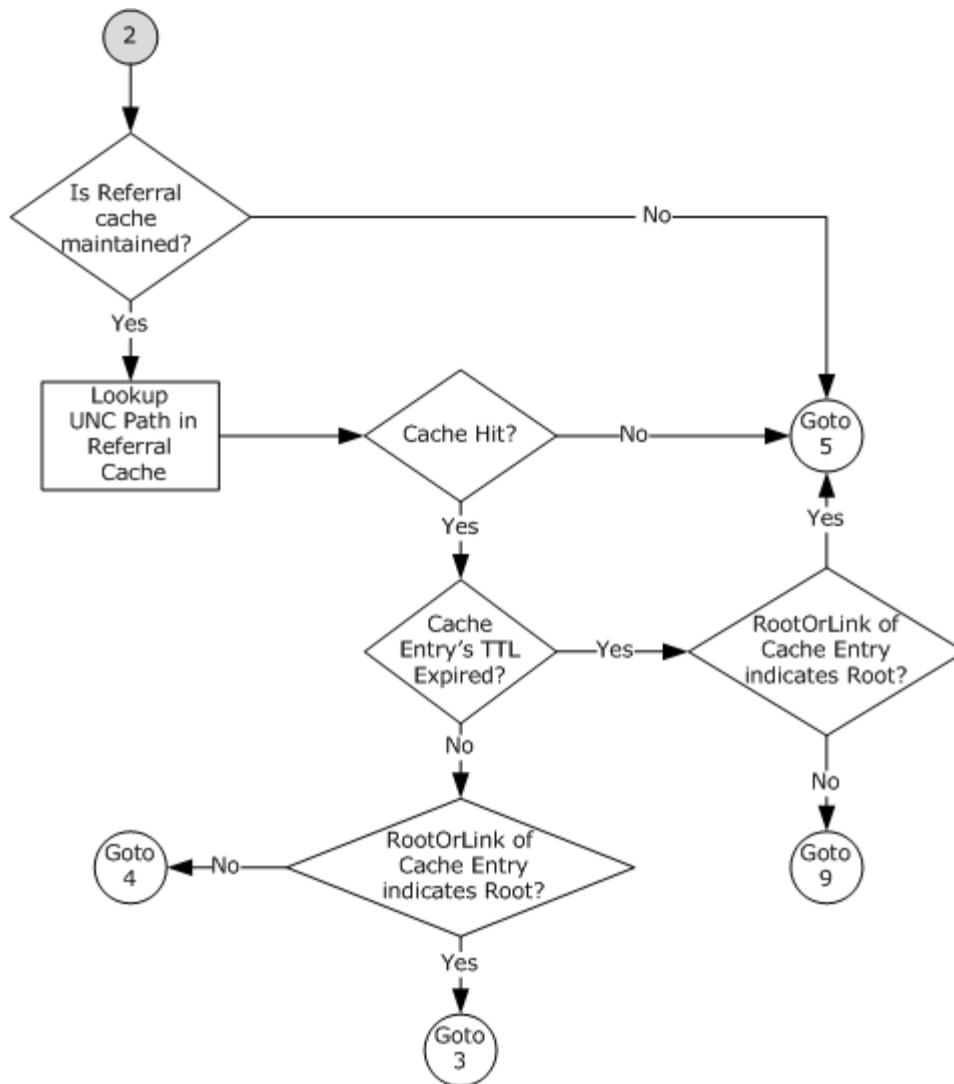 2
Is Referral
cache
maintained?
No
Yes
Lookup
UNC Path in
Referral
Cache
Cache Hit?
No
Goto
5
Yes
Yes
Cache
Entry's TTL
Expired?
Yes
RootOrLink of
Cache Entry
indicates Root?
No
No
RootOrLink of
Cache Entry
indicates Root?
No
Goto
4
Goto
9
Yes
Goto
3